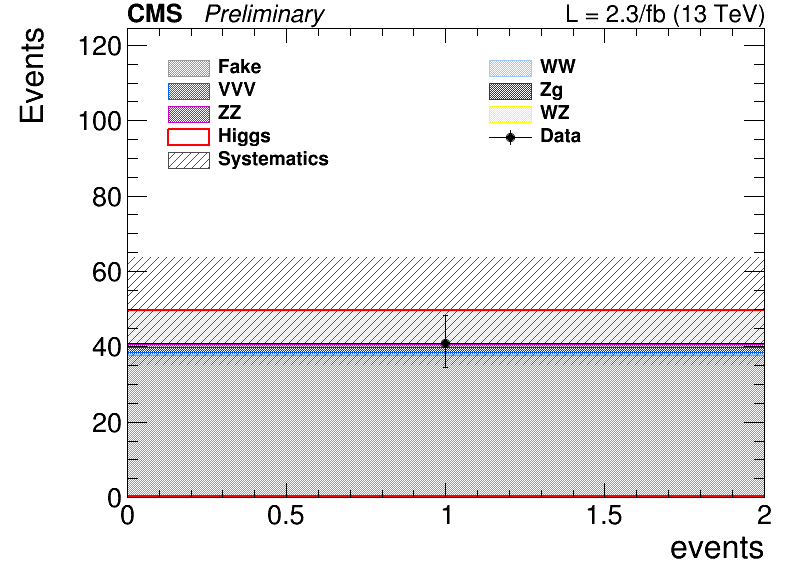 CMS Preliminary L = 2.3/fb (13 TeV)
Events
120
100
80
60
40
20
0
Fake
VVV
ZZ
Higgs
Systematics
WW
Zg
WZ
Data
0 0.5 1 1.5 2
events